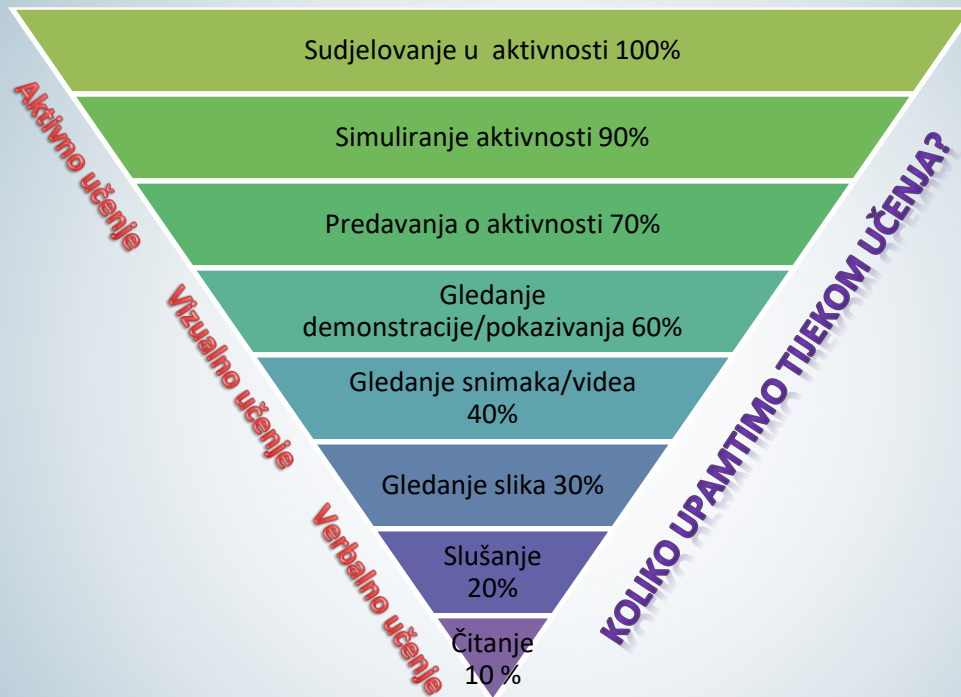 Sudjelovanje u aktivnosti 100%
Simuliranje aktivnosti 90%
Predavanja o aktivnosti 70%
Gledanje
demonstracije/pokazivanja 60%
Gledanje snimaka/videa
40%
Gledanje slika 30%
Slušanje
20%
Čitanje
10 %
Aktivno učenje
Vizualno učenje
Verbalno učenje
KOLIKO UPAMTIMO TIJEKOM UČENJA?